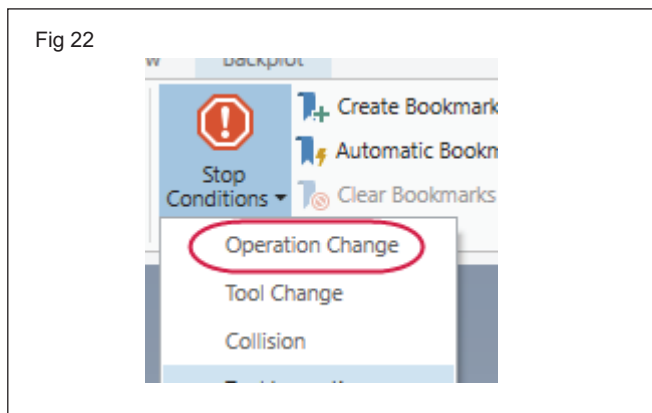 Fig 22
Backplot
Create Bookmark
Automatic Bookm
Stop
Conditions
Clear Bookmarks
Operation Change
Tool Change
Collision